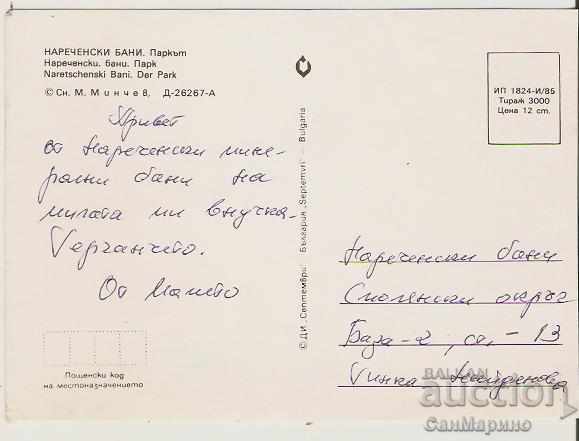 НАРЕЧЕНСКИ БАНИ. Паркът
Нареченски, бани. Парк
Naretschenski Bani. Der Park
© Сн. М. Минчев, Д-26267-А
Привет
от Нареченски мине-
рални бани на
милата ми внучка
От
Пощенски код
на местоназначението
© ДИ „Септември" България „Septemvri" — Bulgaria
ИП 1824-И/85
Тираж 3000
Цена 12 ст.
Нареченски бани
Смолянски окръг
База-2, ст. - 13
BALKAN
auction
СанМарино